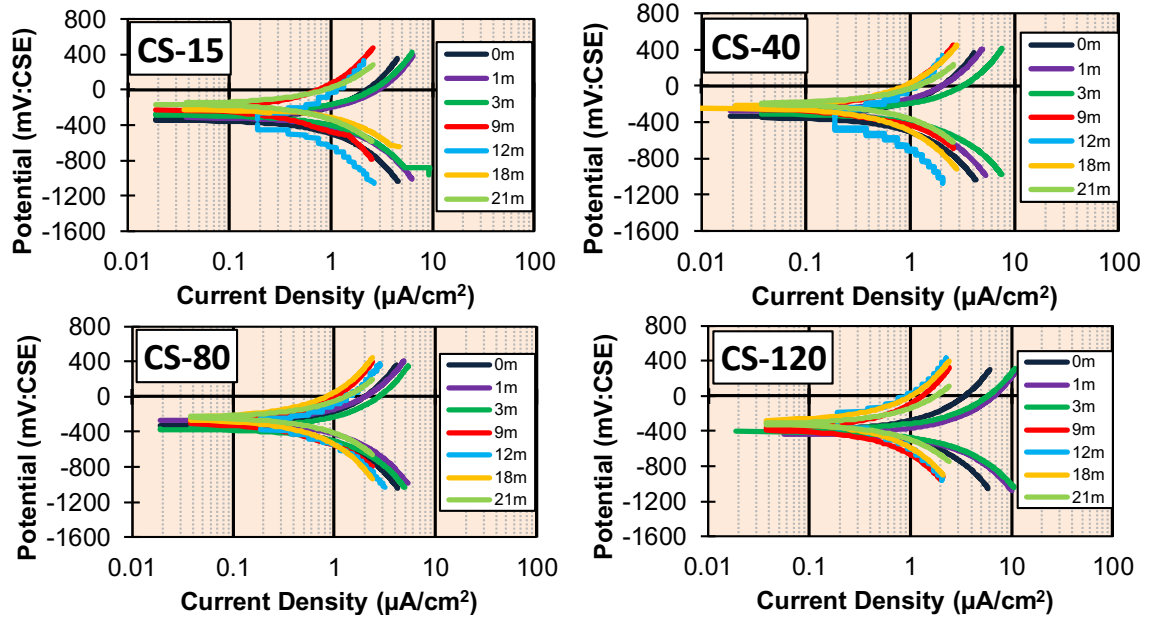 CS-15
Potential (mV:CSE)
800
400
0
-400
-800
-1200
-1600
0.01 0.1 1 10 100
Current Density (µA/cm²)
0m
1m
3m
9m
12m
18m
21m
CS-40
Potential (mV:CSE)
800
400
0
-400
-800
-1200
-1600
0.01 0.1 1 10 100
Current Density (µA/cm²)
0m
1m
3m
9m
12m
18m
21m
CS-80
Potential (mV:CSE)
800
400
0
-400
-800
-1200
-1600
0.01 0.1 1 10 100
Current Density (µA/cm²)
0m
1m
3m
9m
12m
18m
21m
CS-120
Potential (mV:CSE)
800
400
0
-400
-800
-1200
-1600
0.01 0.1 1 10 100
Current Density (µA/cm²)
0m
1m
3m
9m
12m
18m
21m